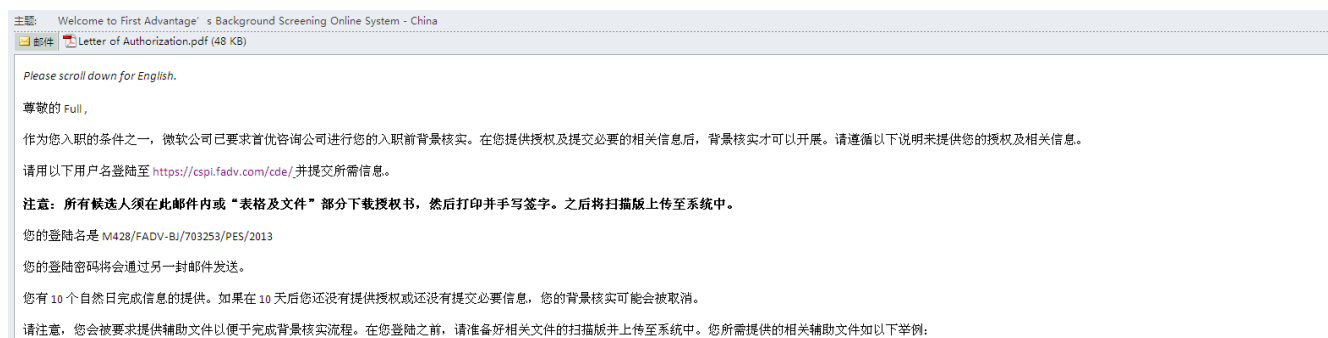 主题: Welcome to First Advantage's Background Screening Online System - China
邮件 Letter of Authorization.pdf (48 KB)
Please scroll down for English.
尊敬的 Full,
作为您入职的条件之一，微软公司已要求首优咨询公司进行您的入职前背景核实。在您提供授权及提交必要的相关信息后，背景核实才可以开展。请遵循以下说明来提供您的授权及相关信息。
请用以下用户名登陆至 https://cspi.fadv.com/cde/ 并提交所需信息。
注意：所有候选人须在此邮件内或“表格及文件”部分下载授权书，然后打印并手写签字。之后将扫描版上传至系统中。
您的登陆名是 M428/FADV-BJ/703253/PES/2013
您的登陆密码将会通过另一封邮件发送。
您有 10 个自然日完成信息的提供。如果在 10 天后您还没有提供授权或还没有提交必要信息，您的背景核实可能会被取消。
请注意，您会被要求提供辅助文件以便于完成背景核实流程。在您登陆之前，请准备好相关文件的扫描版并上传至系统中。您所需提供的相关辅助文件如以下举例：